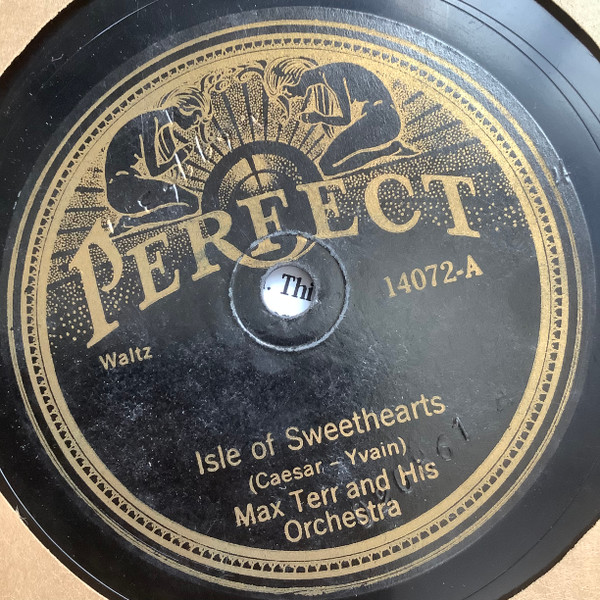 PERFECT
. Thi
14072-A
Waltz
Isle of Sweethearts
(Caesar - Yvain)
Max Terr and His
Orchestra